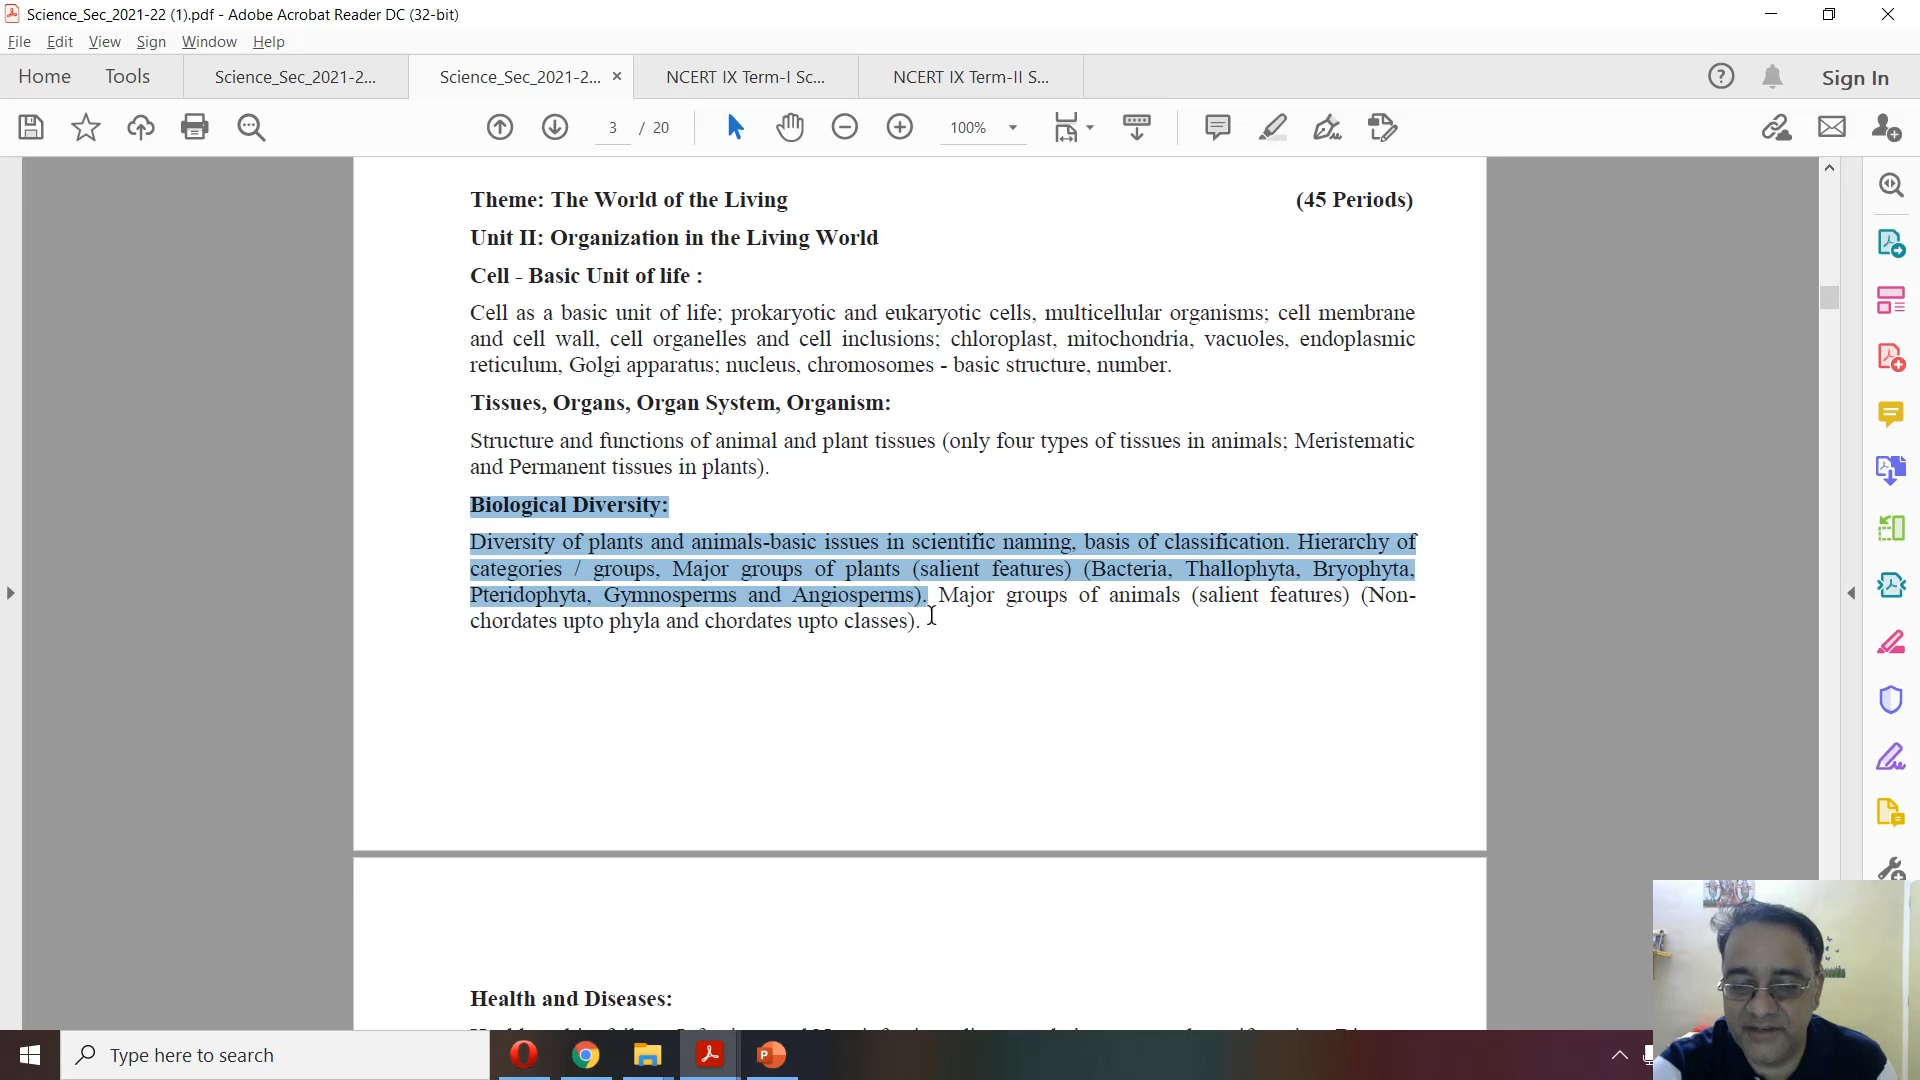 Science_Sec_2021-22 (1).pdf - Adobe Acrobat Reader DC (32-bit)
File Edit View Sign Window Help
Home Tools Science_Sec_2021-2... Science_Sec_2021-2... × NCERT IX Term-I Sc... NCERT IX Term-II S... Sign In
3 / 20 100%
Theme: The World of the Living (45 Periods)
Unit II: Organization in the Living World
Cell - Basic Unit of life :
Cell as a basic unit of life; prokaryotic and eukaryotic cells, multicellular organisms; cell membrane
and cell wall, cell organelles and cell inclusions; chloroplast, mitochondria, vacuoles, endoplasmic
reticulum, Golgi apparatus; nucleus, chromosomes - basic structure, number.
Tissues, Organs, Organ System, Organism:
Structure and functions of animal and plant tissues (only four types of tissues in animals; Meristematic
and Permanent tissues in plants).
Biological Diversity:
Diversity of plants and animals-basic issues in scientific naming, basis of classification. Hierarchy of
categories / groups, Major groups of plants (salient features) (Bacteria, Thallophyta, Bryophyta,
Pteridophyta, Gymnosperms and Angiosperms). Major groups of animals (salient features) (Non-
chordates upto phyla and chordates upto classes).
Health and Diseases:
Type here to search